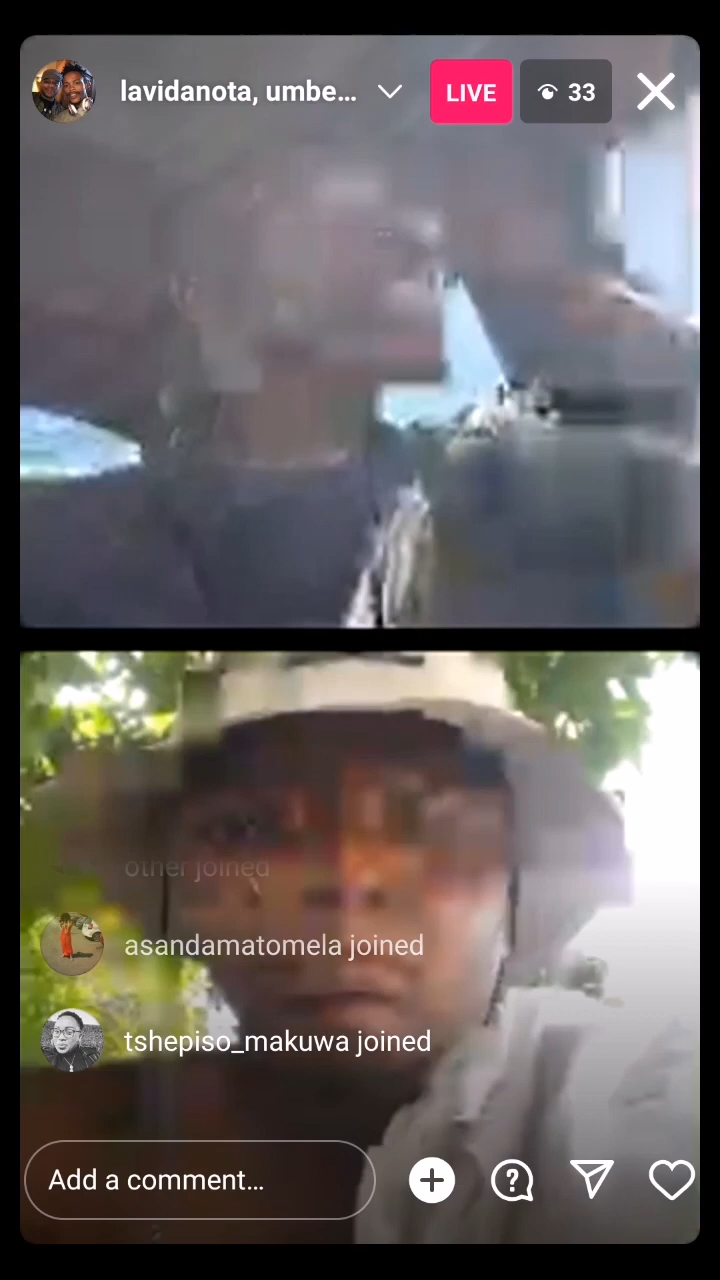 lavidanota, umbe...
LIVE
33
other joined
asandamatomela joined
tshepiso_makuwa joined
Add a comment...